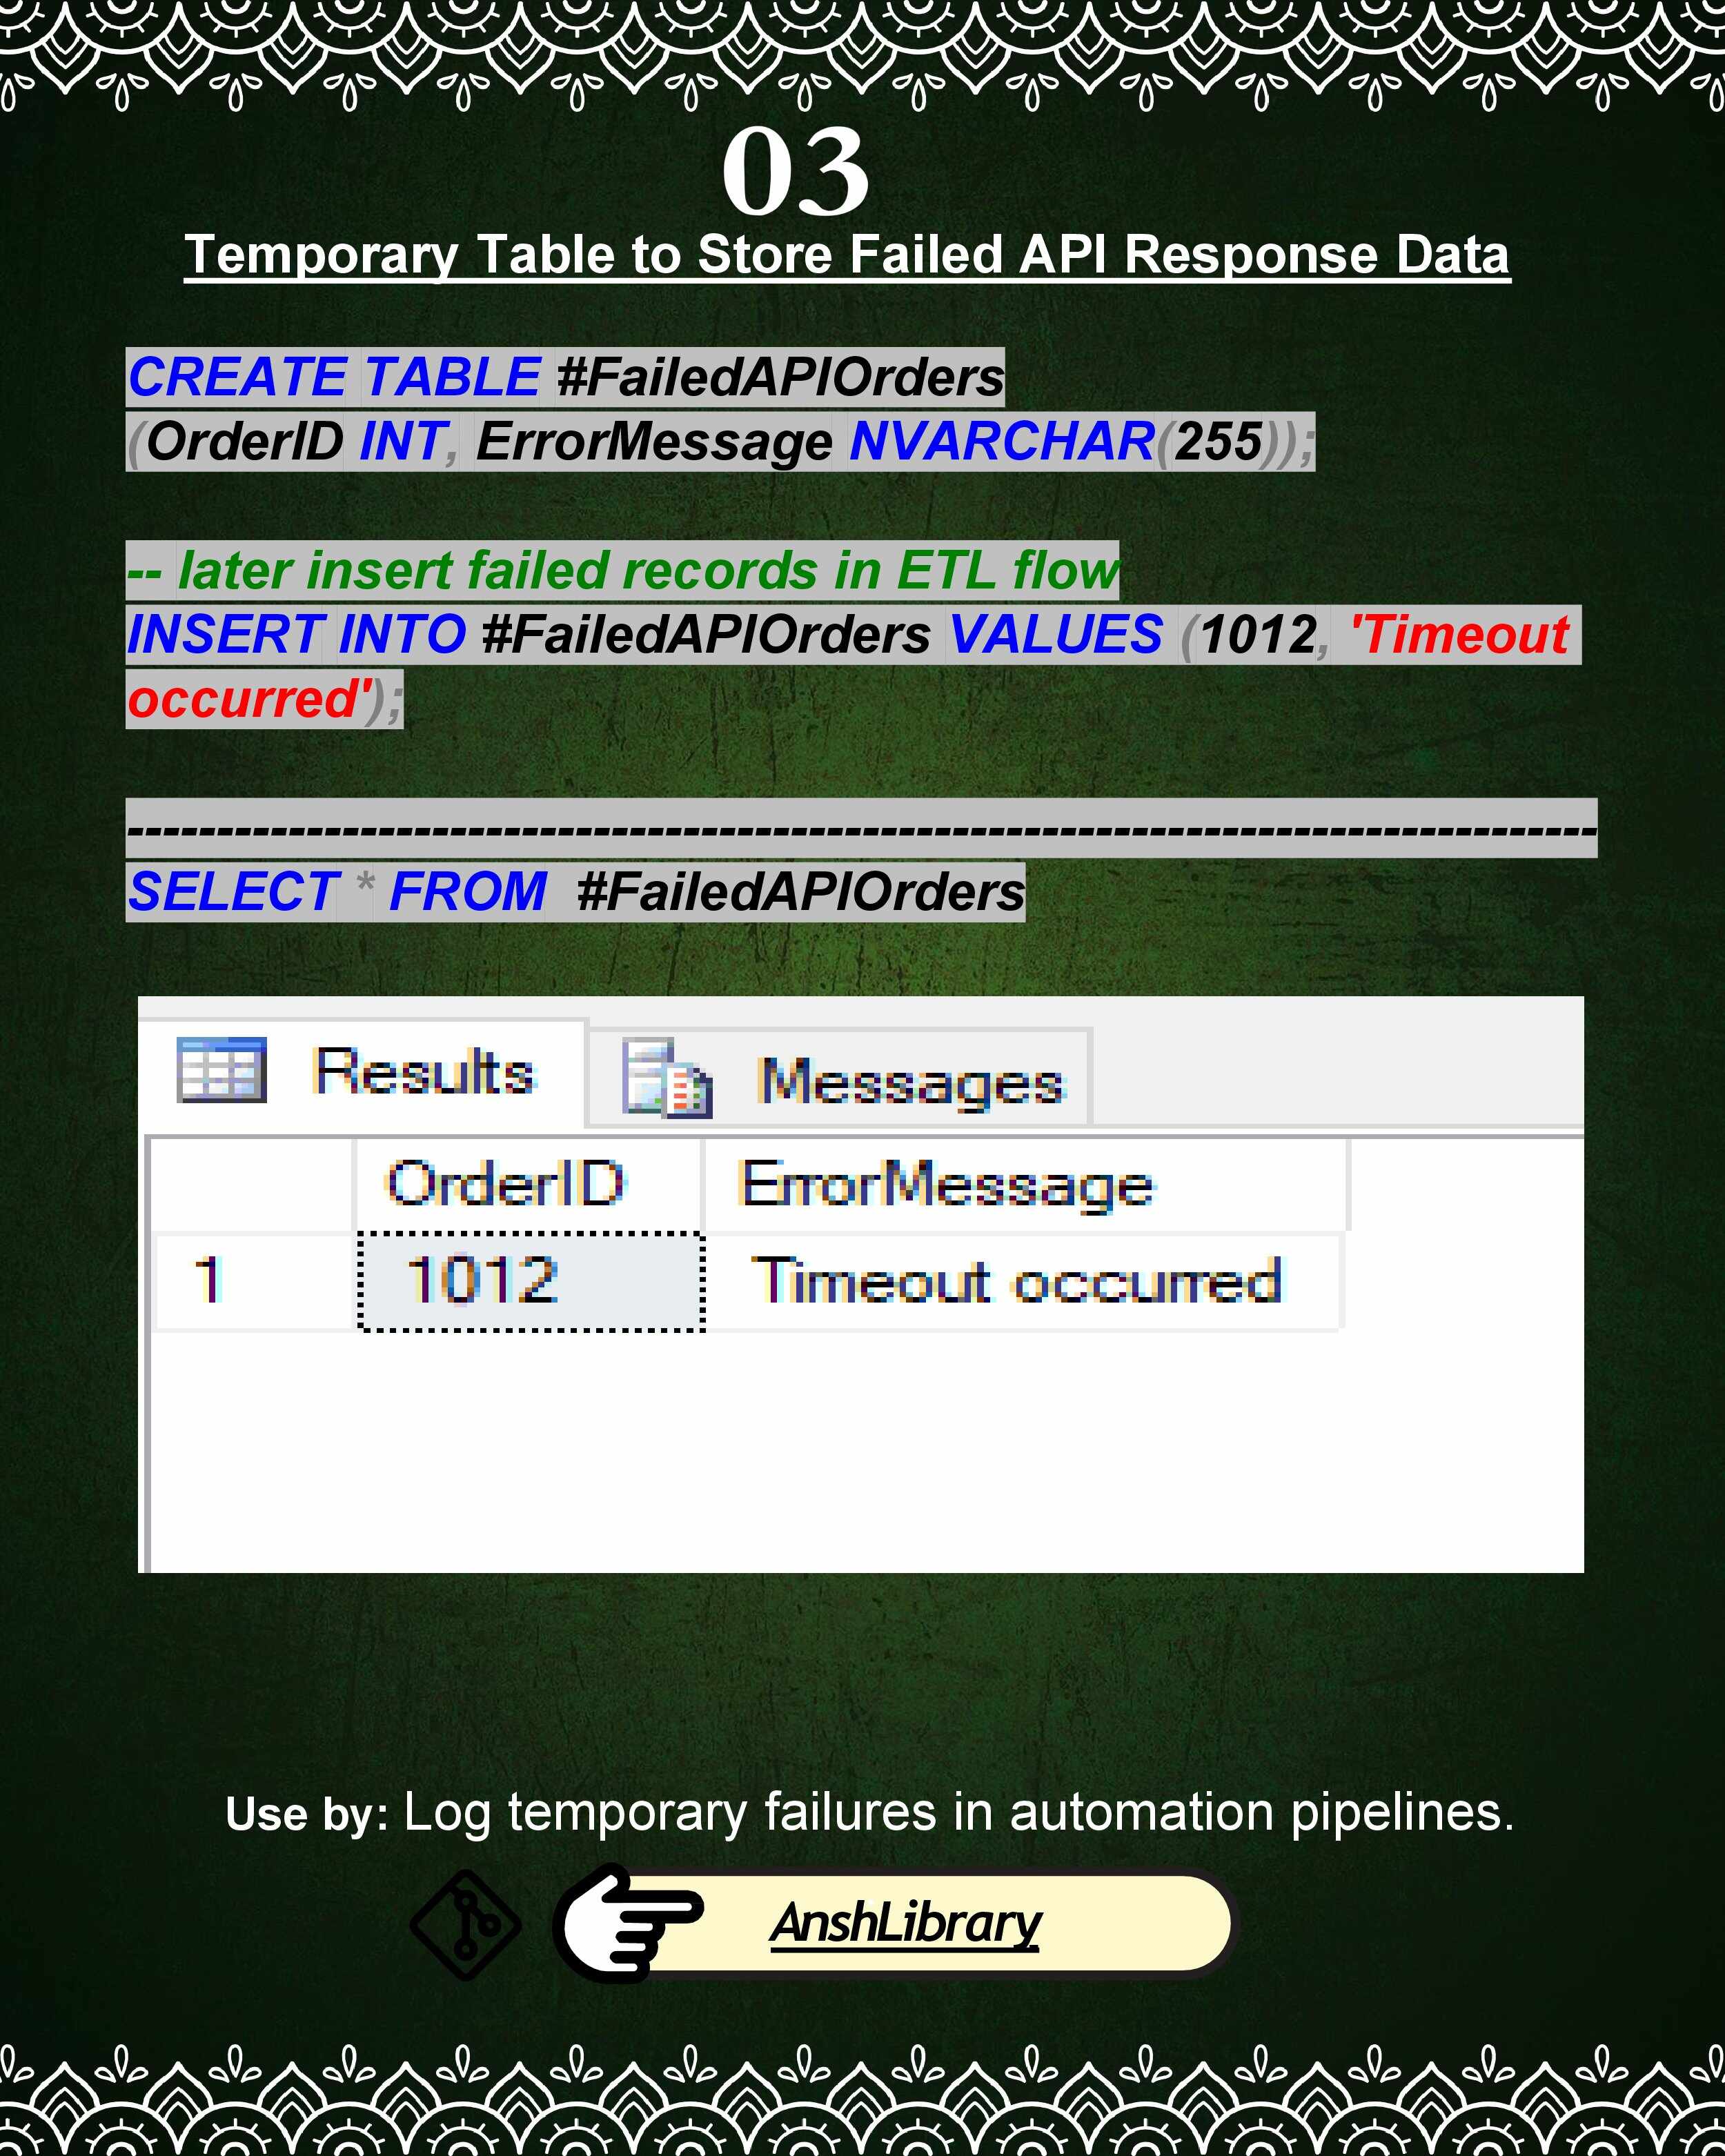 03
Temporary Table to Store Failed API Response Data
CREATE TABLE #FailedAPIOrders
(OrderID INT, ErrorMessage NVARCHAR(255));
-- later insert failed records in ETL flow
INSERT INTO #FailedAPIOrders VALUES (1012, 'Timeout
occurred');
----------------------------------------------------------------------------------
SELECT * FROM  #FailedAPIOrders
Results Messages
OrderID ErrorMessage
1 1012 Timeout occurred
Use by: Log temporary failures in automation pipelines.
AnshLibrary